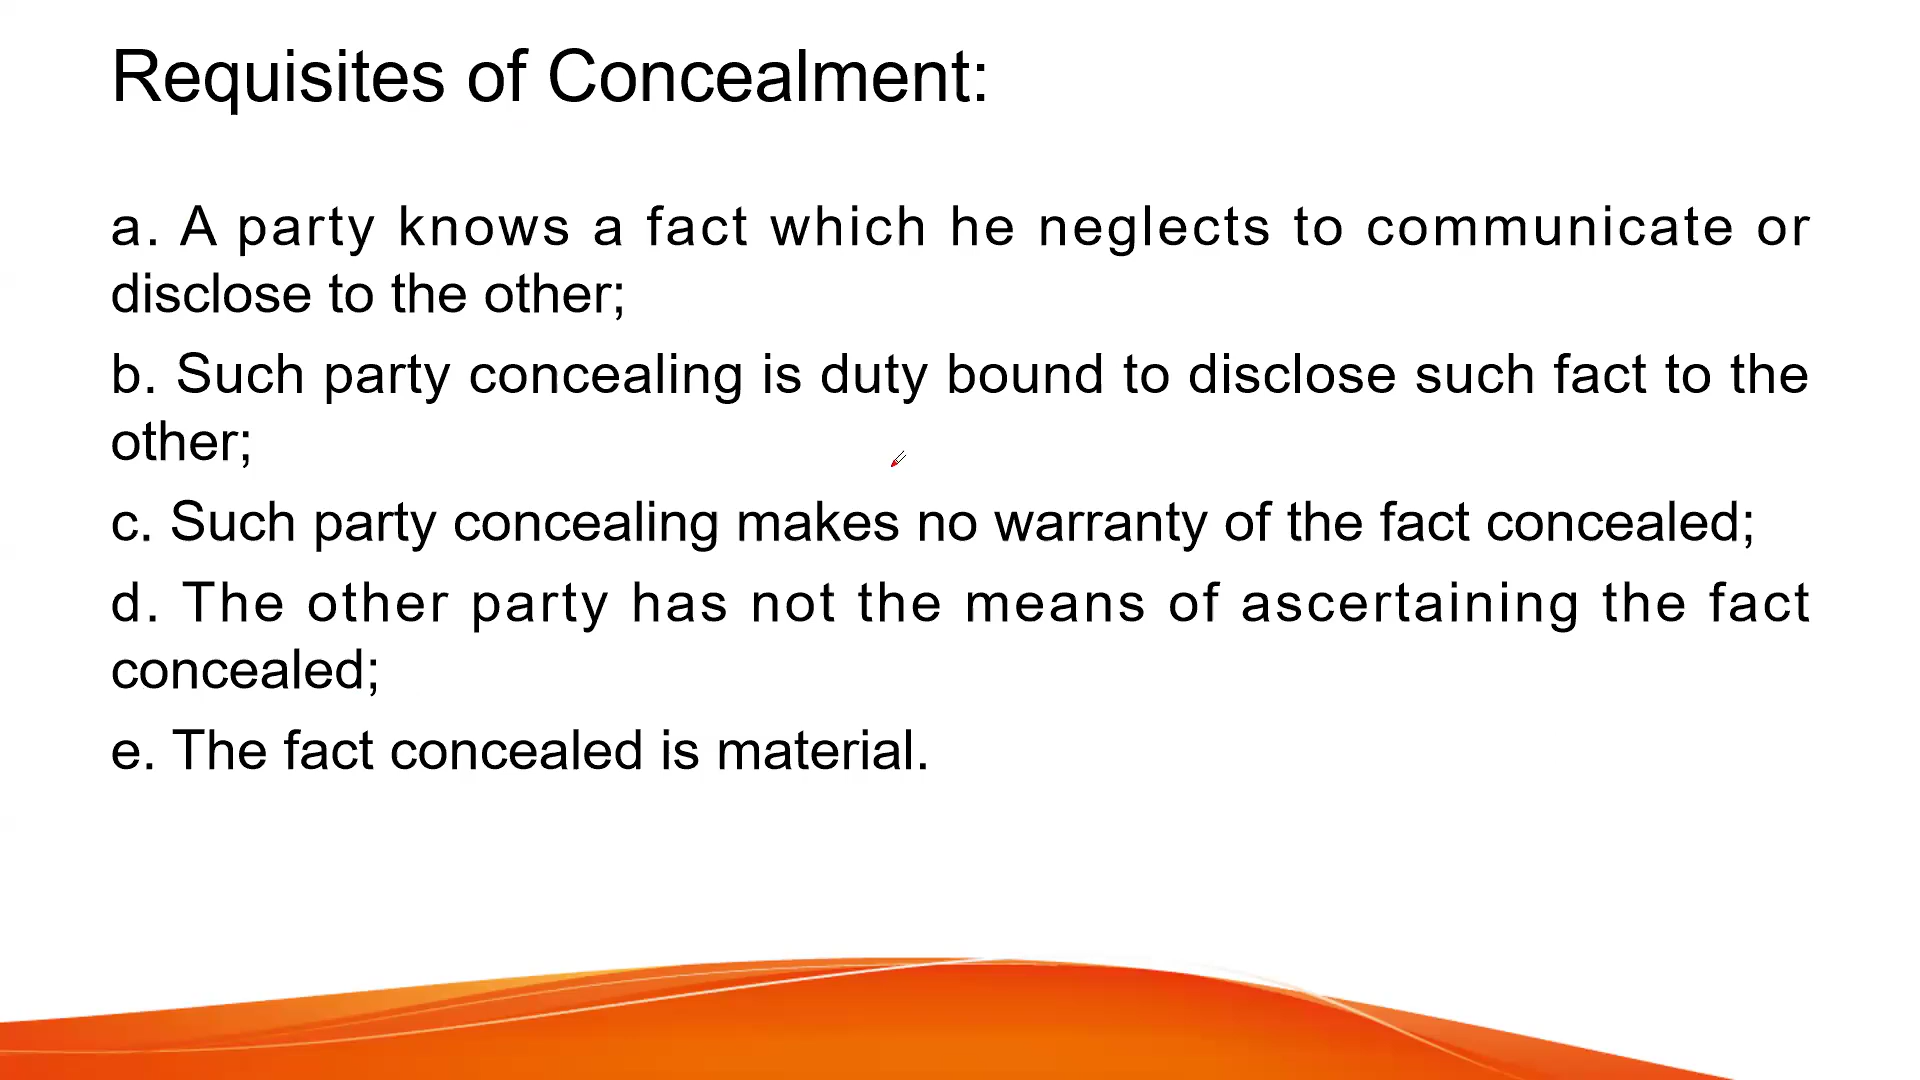 Requisites of Concealment:
a. A party knows a fact which he neglects to communicate or
disclose to the other;
b. Such party concealing is duty bound to disclose such fact to the
other;
c. Such party concealing makes no warranty of the fact concealed;
d. The other party has not the means of ascertaining the fact
concealed;
e. The fact concealed is material.